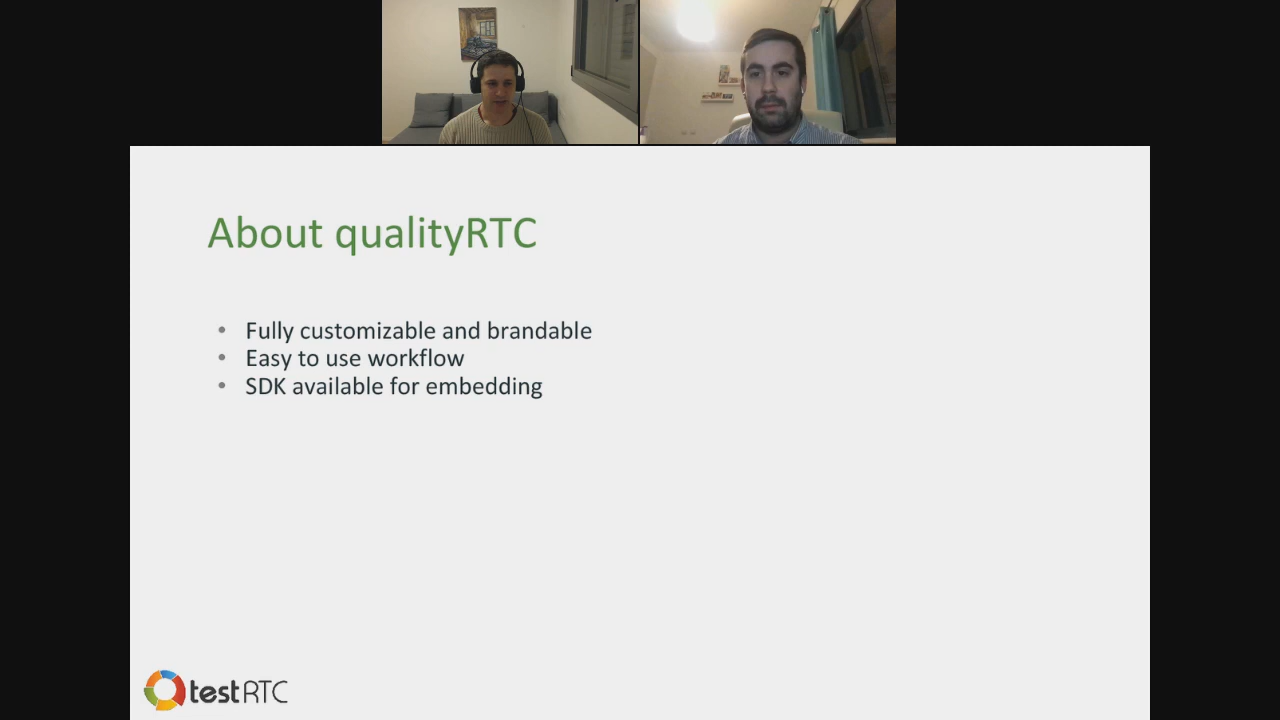 About qualityRTC
• Fully customizable and brandable
• Easy to use workflow
• SDK available for embedding
testRTC